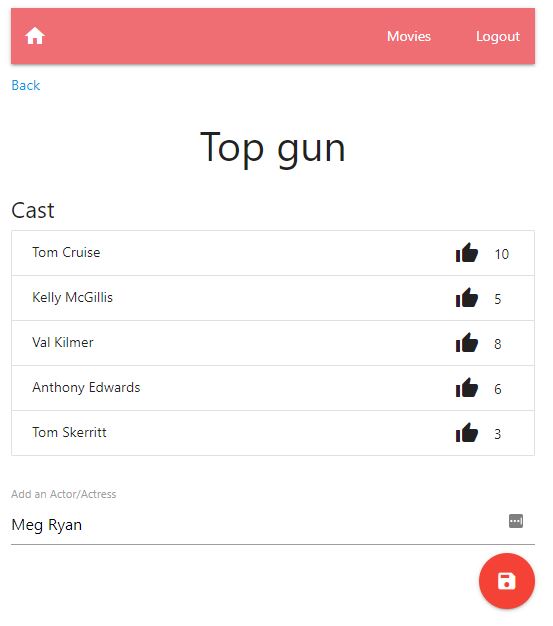 Movies Logout
Back
Top gun
Cast
Tom Cruise 10
Kelly McGillis 5
Val Kilmer 8
Anthony Edwards 6
Tom Skerritt 3
Add an Actor/Actress
Meg Ryan